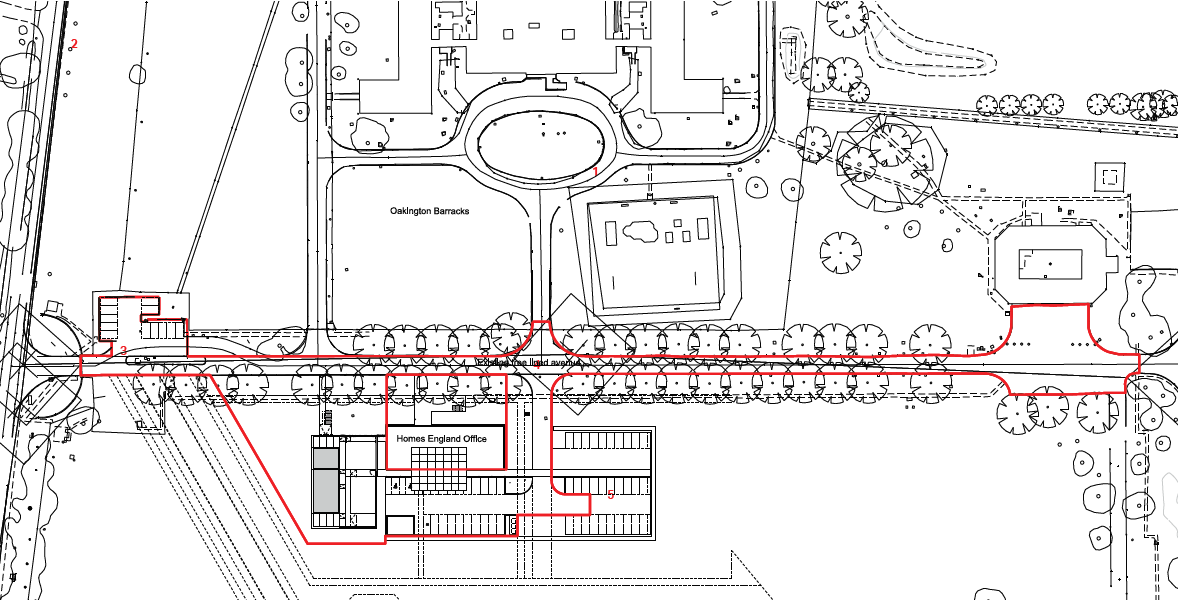 2
1
Oakington Barracks
3
Existing tree lined avenue
Homes England Office
5